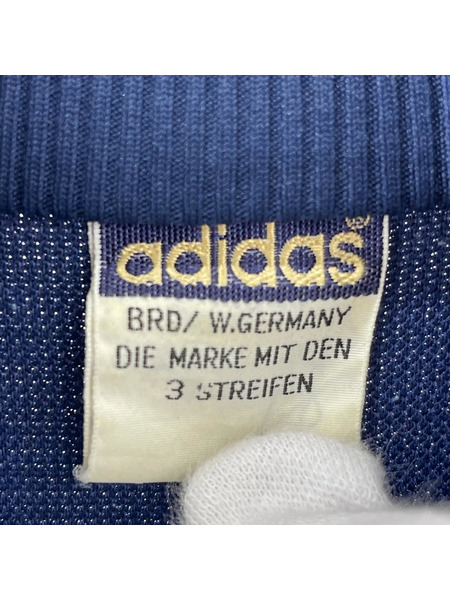 adidas®
BRD/ W.GERMANY
DIE MARKE MIT DEN
3 STREIFEN